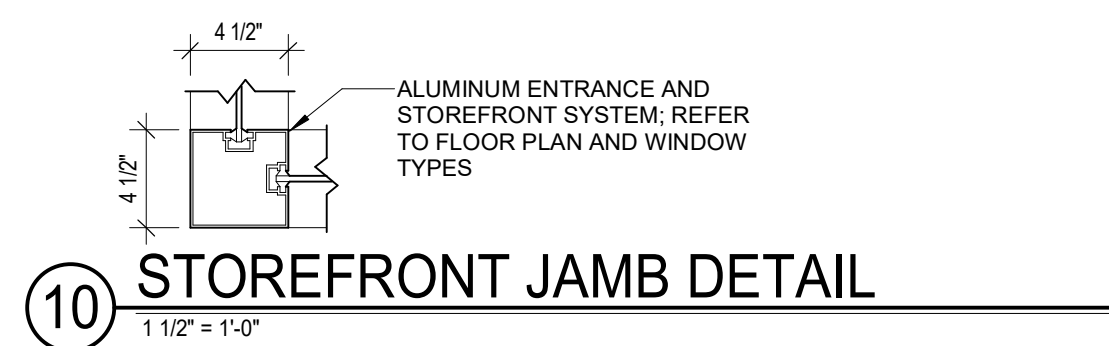 4 1/2"
ALUMINUM ENTRANCE AND
STOREFRONT SYSTEM; REFER
TO FLOOR PLAN AND WINDOW
TYPES
4 1/2"
10
STOREFRONT JAMB DETAIL
1 1/2" = 1'-0"